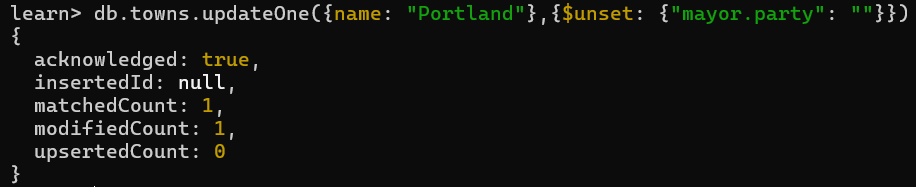 learn> db.towns.updateOne({name: "Portland"},{$unset: {"mayor.party": ""}})
{
  acknowledged: true,
  insertedId: null,
  matchedCount: 1,
  modifiedCount: 1,
  upsertedCount: 0
}